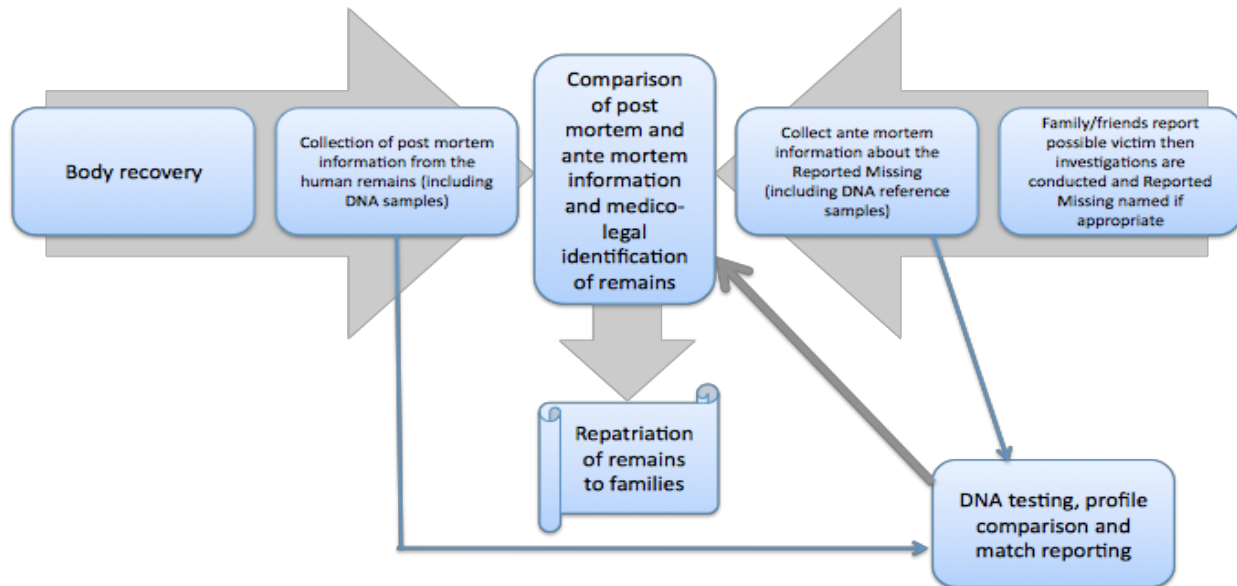 Body recovery
Collection of post mortem
information from the
human remains (including
DNA samples)
Comparison
of post
mortem and
ante mortem
information
and medico-
legal
identification
of remains
Collect ante mortem
information about the
Reported Missing
(including DNA reference
samples)
Family/friends report
possible victim then
investigations are
conducted and Reported
Missing named if
appropriate
Repatriation
of remains
to families
DNA testing, profile
comparison and
match reporting